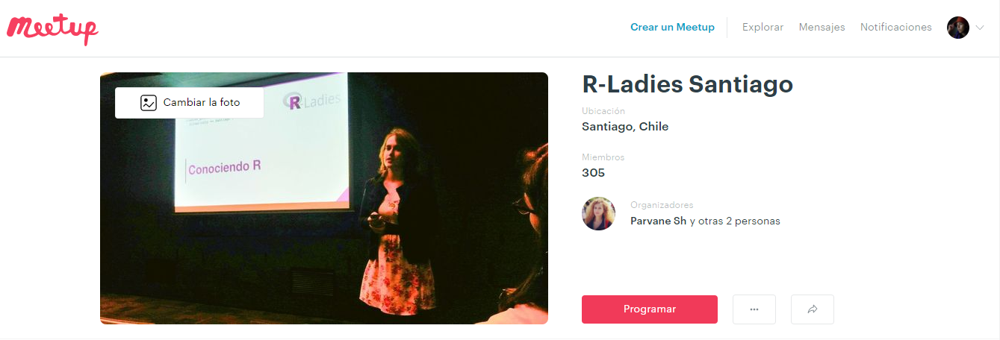 Meetup
Crear un Meetup
Explorar
Mensajes
Notificaciones
Cambiar la foto
R-Ladies
Conociendo R
R-Ladies Santiago
Ubicación
Santiago, Chile
Miembros
305
Organizadores
Parvane Sh y otras 2 personas
Programar